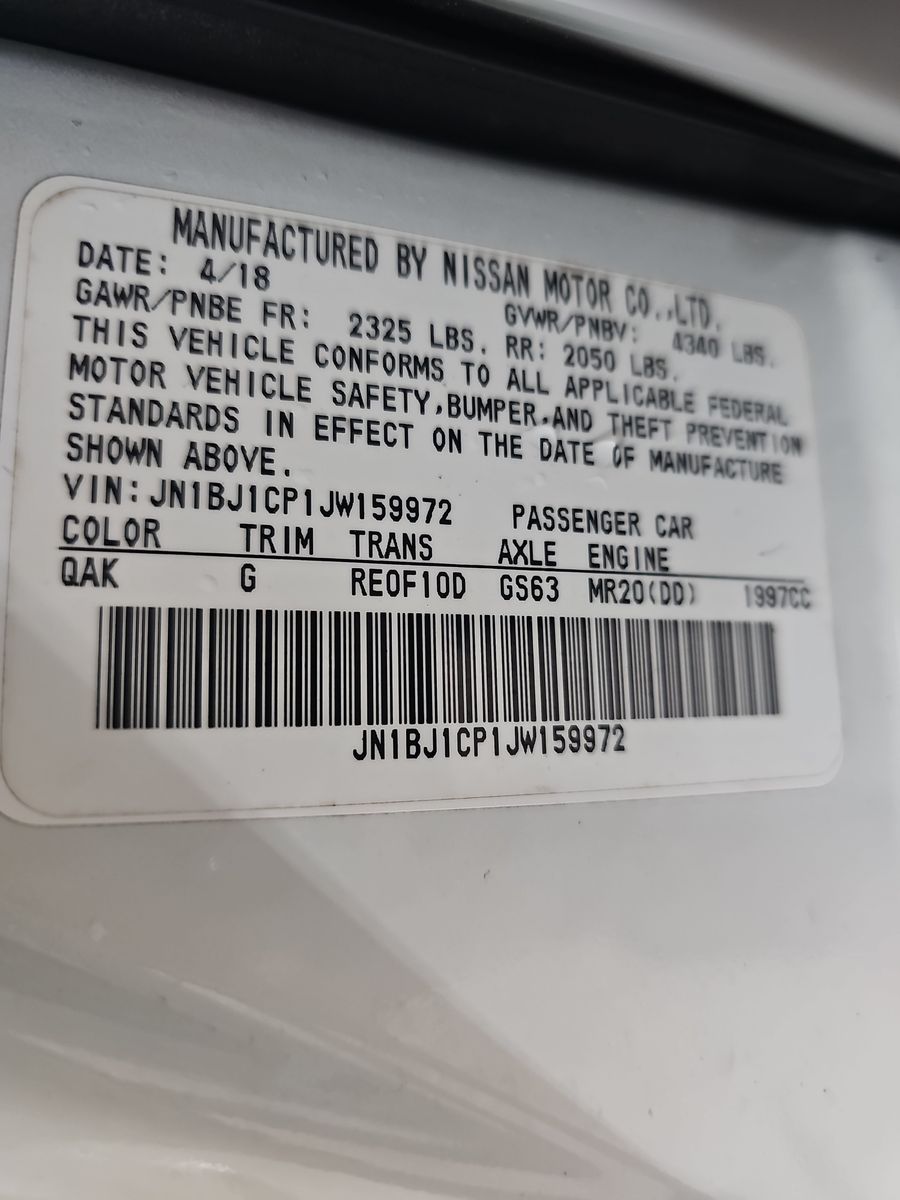 MANUFACTURED BY NISSAN MOTOR CO.,LTD.
DATE: 4/18 GVWR/PNBV: 4340 LBS.
GAWR/PNBE FR: 2325 LBS. RR: 2050 LBS.
THIS VEHICLE CONFORMS TO ALL APPLICABLE FEDERAL
MOTOR VEHICLE SAFETY,BUMPER,AND THEFT PREVENTION
STANDARDS IN EFFECT ON THE DATE OF MANUFACTURE
SHOWN ABOVE.
VIN:JN1BJ1CP1JW159972 PASSENGER CAR
COLOR TRIM TRANS AXLE ENGINE
QAK G RE0F10D GS63 MR20(DD) 1997CC
JN1BJ1CP1JW159972